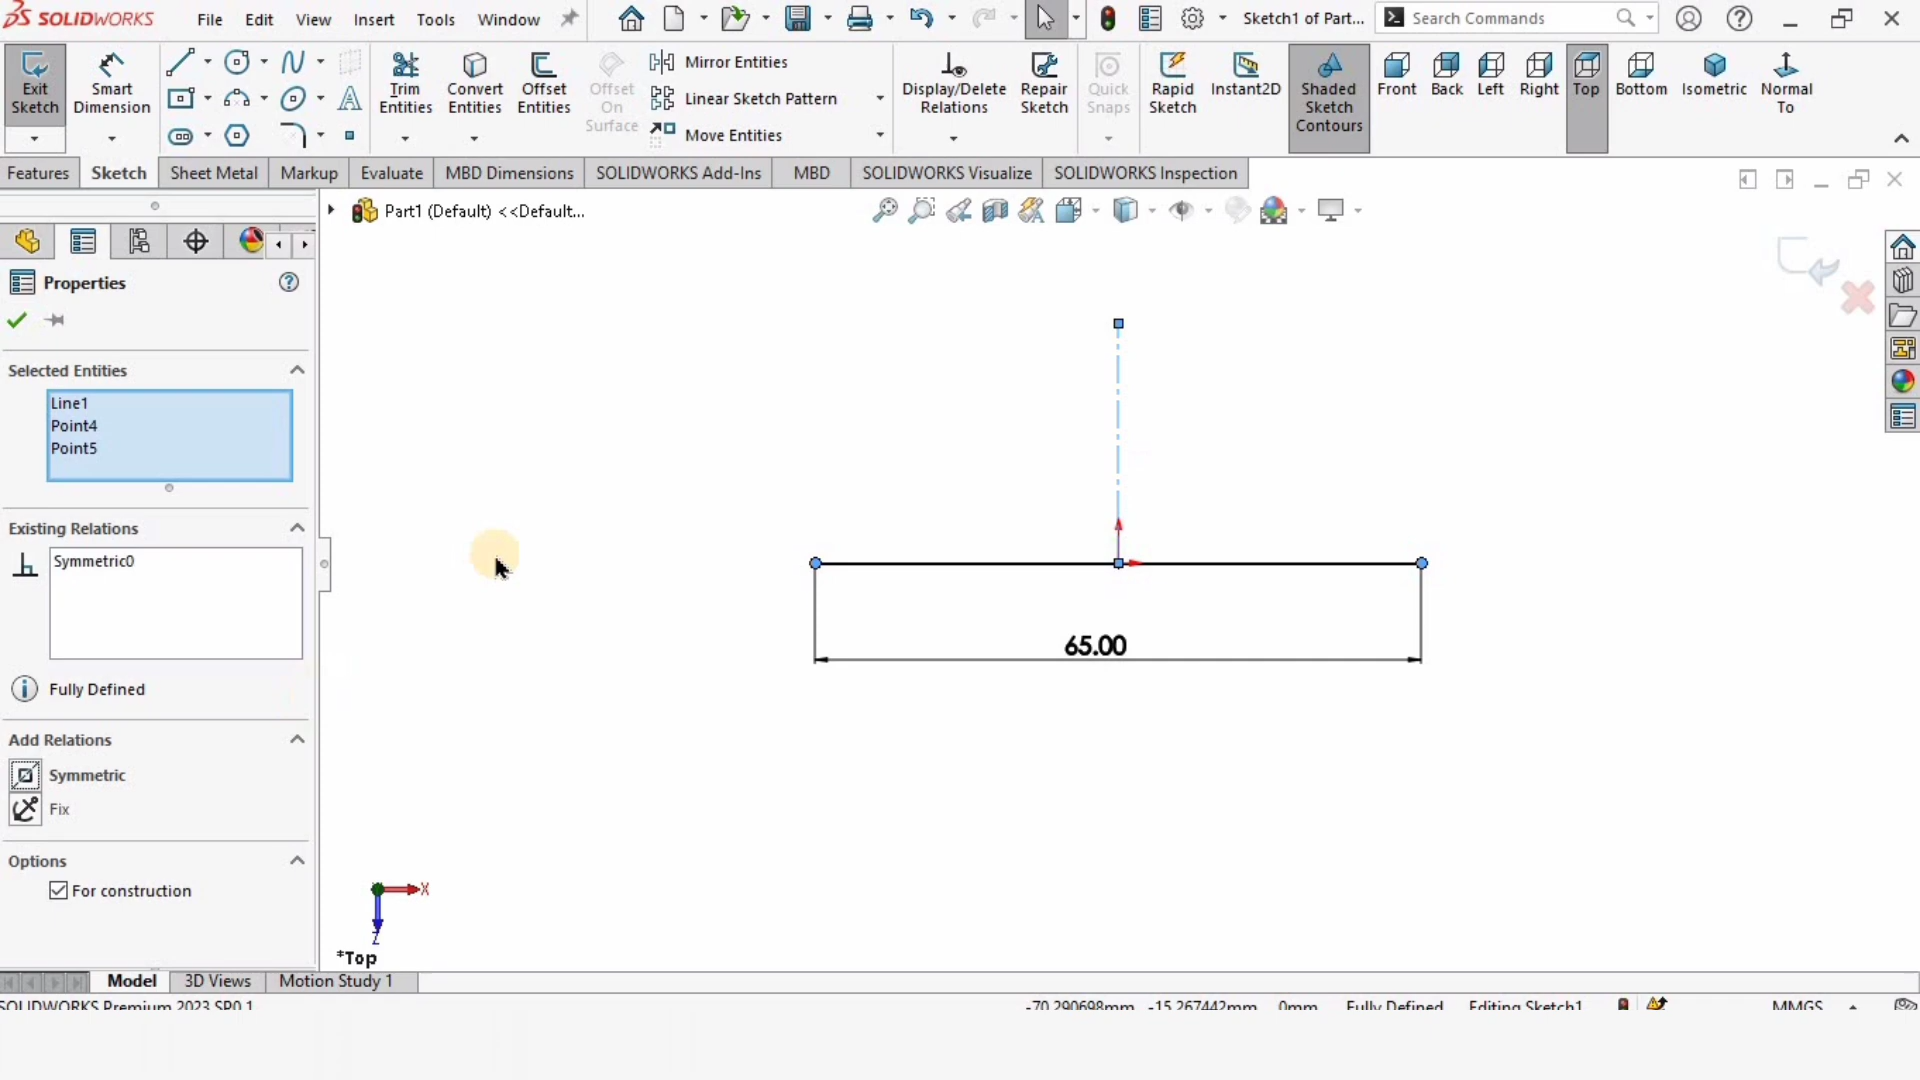 SOLIDWORKS File Edit View Insert Tools Window Sketch1 of Part... Search Commands
Exit Sketch
Smart Dimension
Trim Entities
Convert Entities
Offset Entities
Offset On Surface
Mirror Entities
Linear Sketch Pattern
Move Entities
Display/Delete Relations
Repair Sketch
Quick Snaps
Rapid Sketch
Instant2D
Shaded Sketch Contours
Front Back Left Right Top Bottom Isometric Normal To
Features Sketch Sheet Metal Markup Evaluate MBD Dimensions SOLIDWORKS Add-Ins MBD SOLIDWORKS Visualize SOLIDWORKS Inspection
Part1 (Default) <<Default...
Properties
Selected Entities
Line1
Point4
Point5
Existing Relations
Symmetric0
65.00
Fully Defined
Add Relations
Symmetric
Fix
Options
For construction
X
Z
*Top
Model 3D Views Motion Study 1
SOLIDWORKS Premium 2023 SP0.1 -70.290698mm -15.267442mm 0mm Fully Defined Editing Sketch1 MMGS